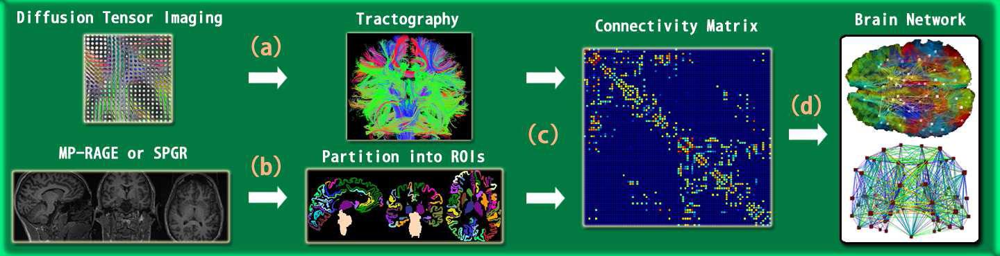 Diffusion Tensor Imaging
(a)
Tractography
Connectivity Matrix
Brain Network
MP-RAGE or SPGR
(b)
Partition into ROIs
(c)
(d)